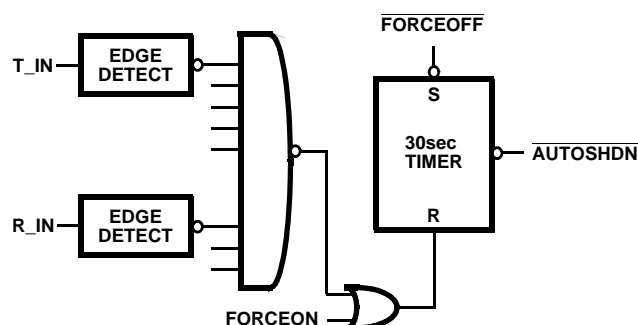 FORCEOFF
T_IN
EDGE
DETECT
S
30sec
TIMER
AUTOSHDN
R
R_IN
EDGE
DETECT
FORCEON